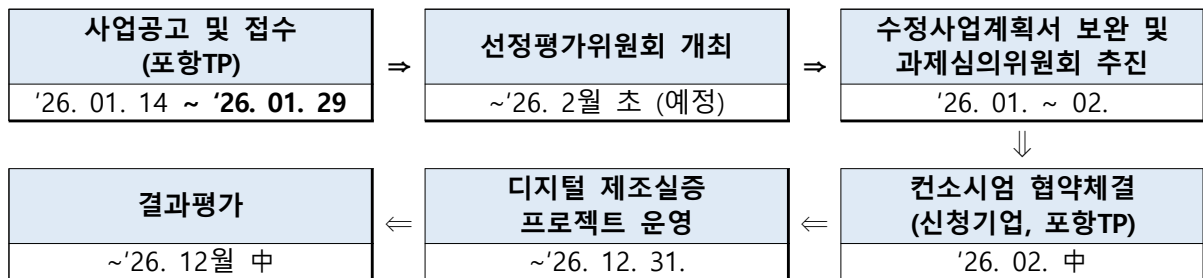 사업공고 및 접수
(포항TP)
'26. 01. 14 ~ '26. 01. 29
⇒
선정평가위원회 개최
~'26. 2월 초 (예정)
⇒
수정사업계획서 보완 및
과제심의위원회 추진
'26. 01. ~ 02.
⇓
컨소시엄 협약체결
(신청기업, 포항TP)
'26. 02. 中
⇐
디지털 제조실증
프로젝트 운영
~'26. 12. 31.
⇐
결과평가
~'26. 12월 中